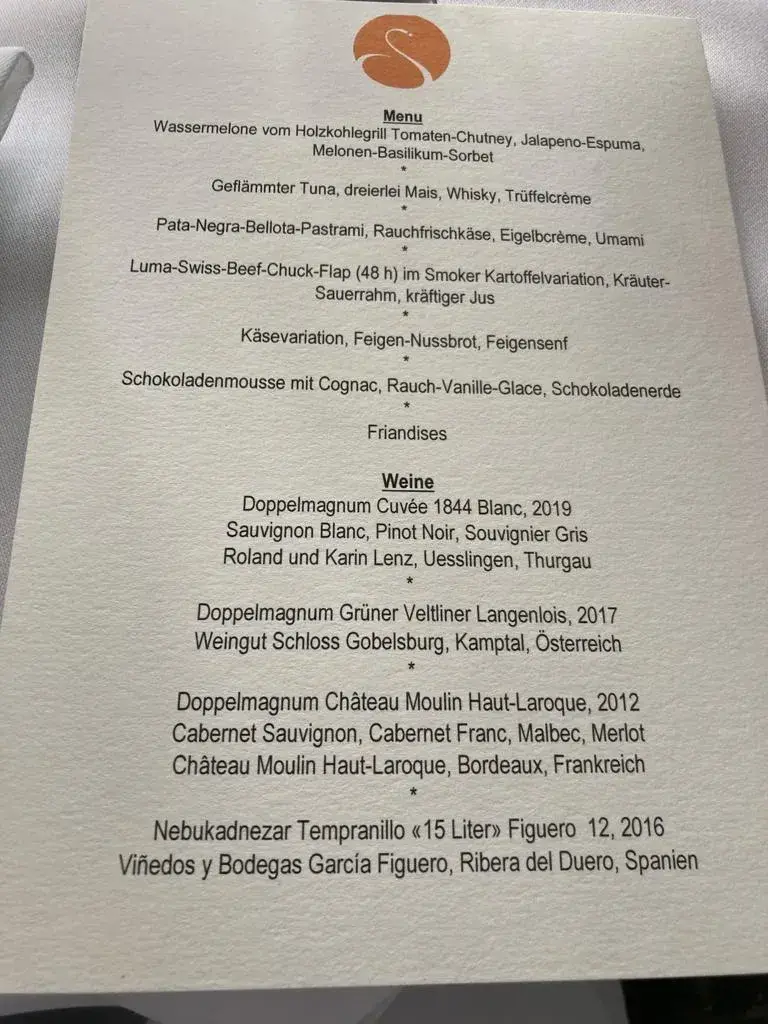 Menu
Wassermelone vom Holzkohlegrill Tomaten-Chutney, Jalapeno-Espuma,
Melonen-Basilikum-Sorbet
*
Geflämmter Tuna, dreierlei Mais, Whisky, Trüffelcrème
*
Pata-Negra-Bellota-Pastrami, Rauchfrischkäse, Eigelbcrème, Umami
*
Luma-Swiss-Beef-Chuck-Flap (48 h) im Smoker Kartoffelvariation, Kräuter-
Sauerrahm, kräftiger Jus
*
Käsevariation, Feigen-Nussbrot, Feigensenf
*
Schokoladenmousse mit Cognac, Rauch-Vanille-Glace, Schokoladenerde
*
Friandises
Weine
Doppelmagnum Cuvée 1844 Blanc, 2019
Sauvignon Blanc, Pinot Noir, Souvignier Gris
Roland und Karin Lenz, Uesslingen, Thurgau
*
Doppelmagnum Grüner Veltliner Langenlois, 2017
Weingut Schloss Gobelsburg, Kamptal, Österreich
*
Doppelmagnum Château Moulin Haut-Laroque, 2012
Cabernet Sauvignon, Cabernet Franc, Malbec, Merlot
Château Moulin Haut-Laroque, Bordeaux, Frankreich
*
Nebukadnezar Tempranillo «15 Liter» Figuero 12, 2016
Viñedos y Bodegas García Figuero, Ribera del Duero, Spanien